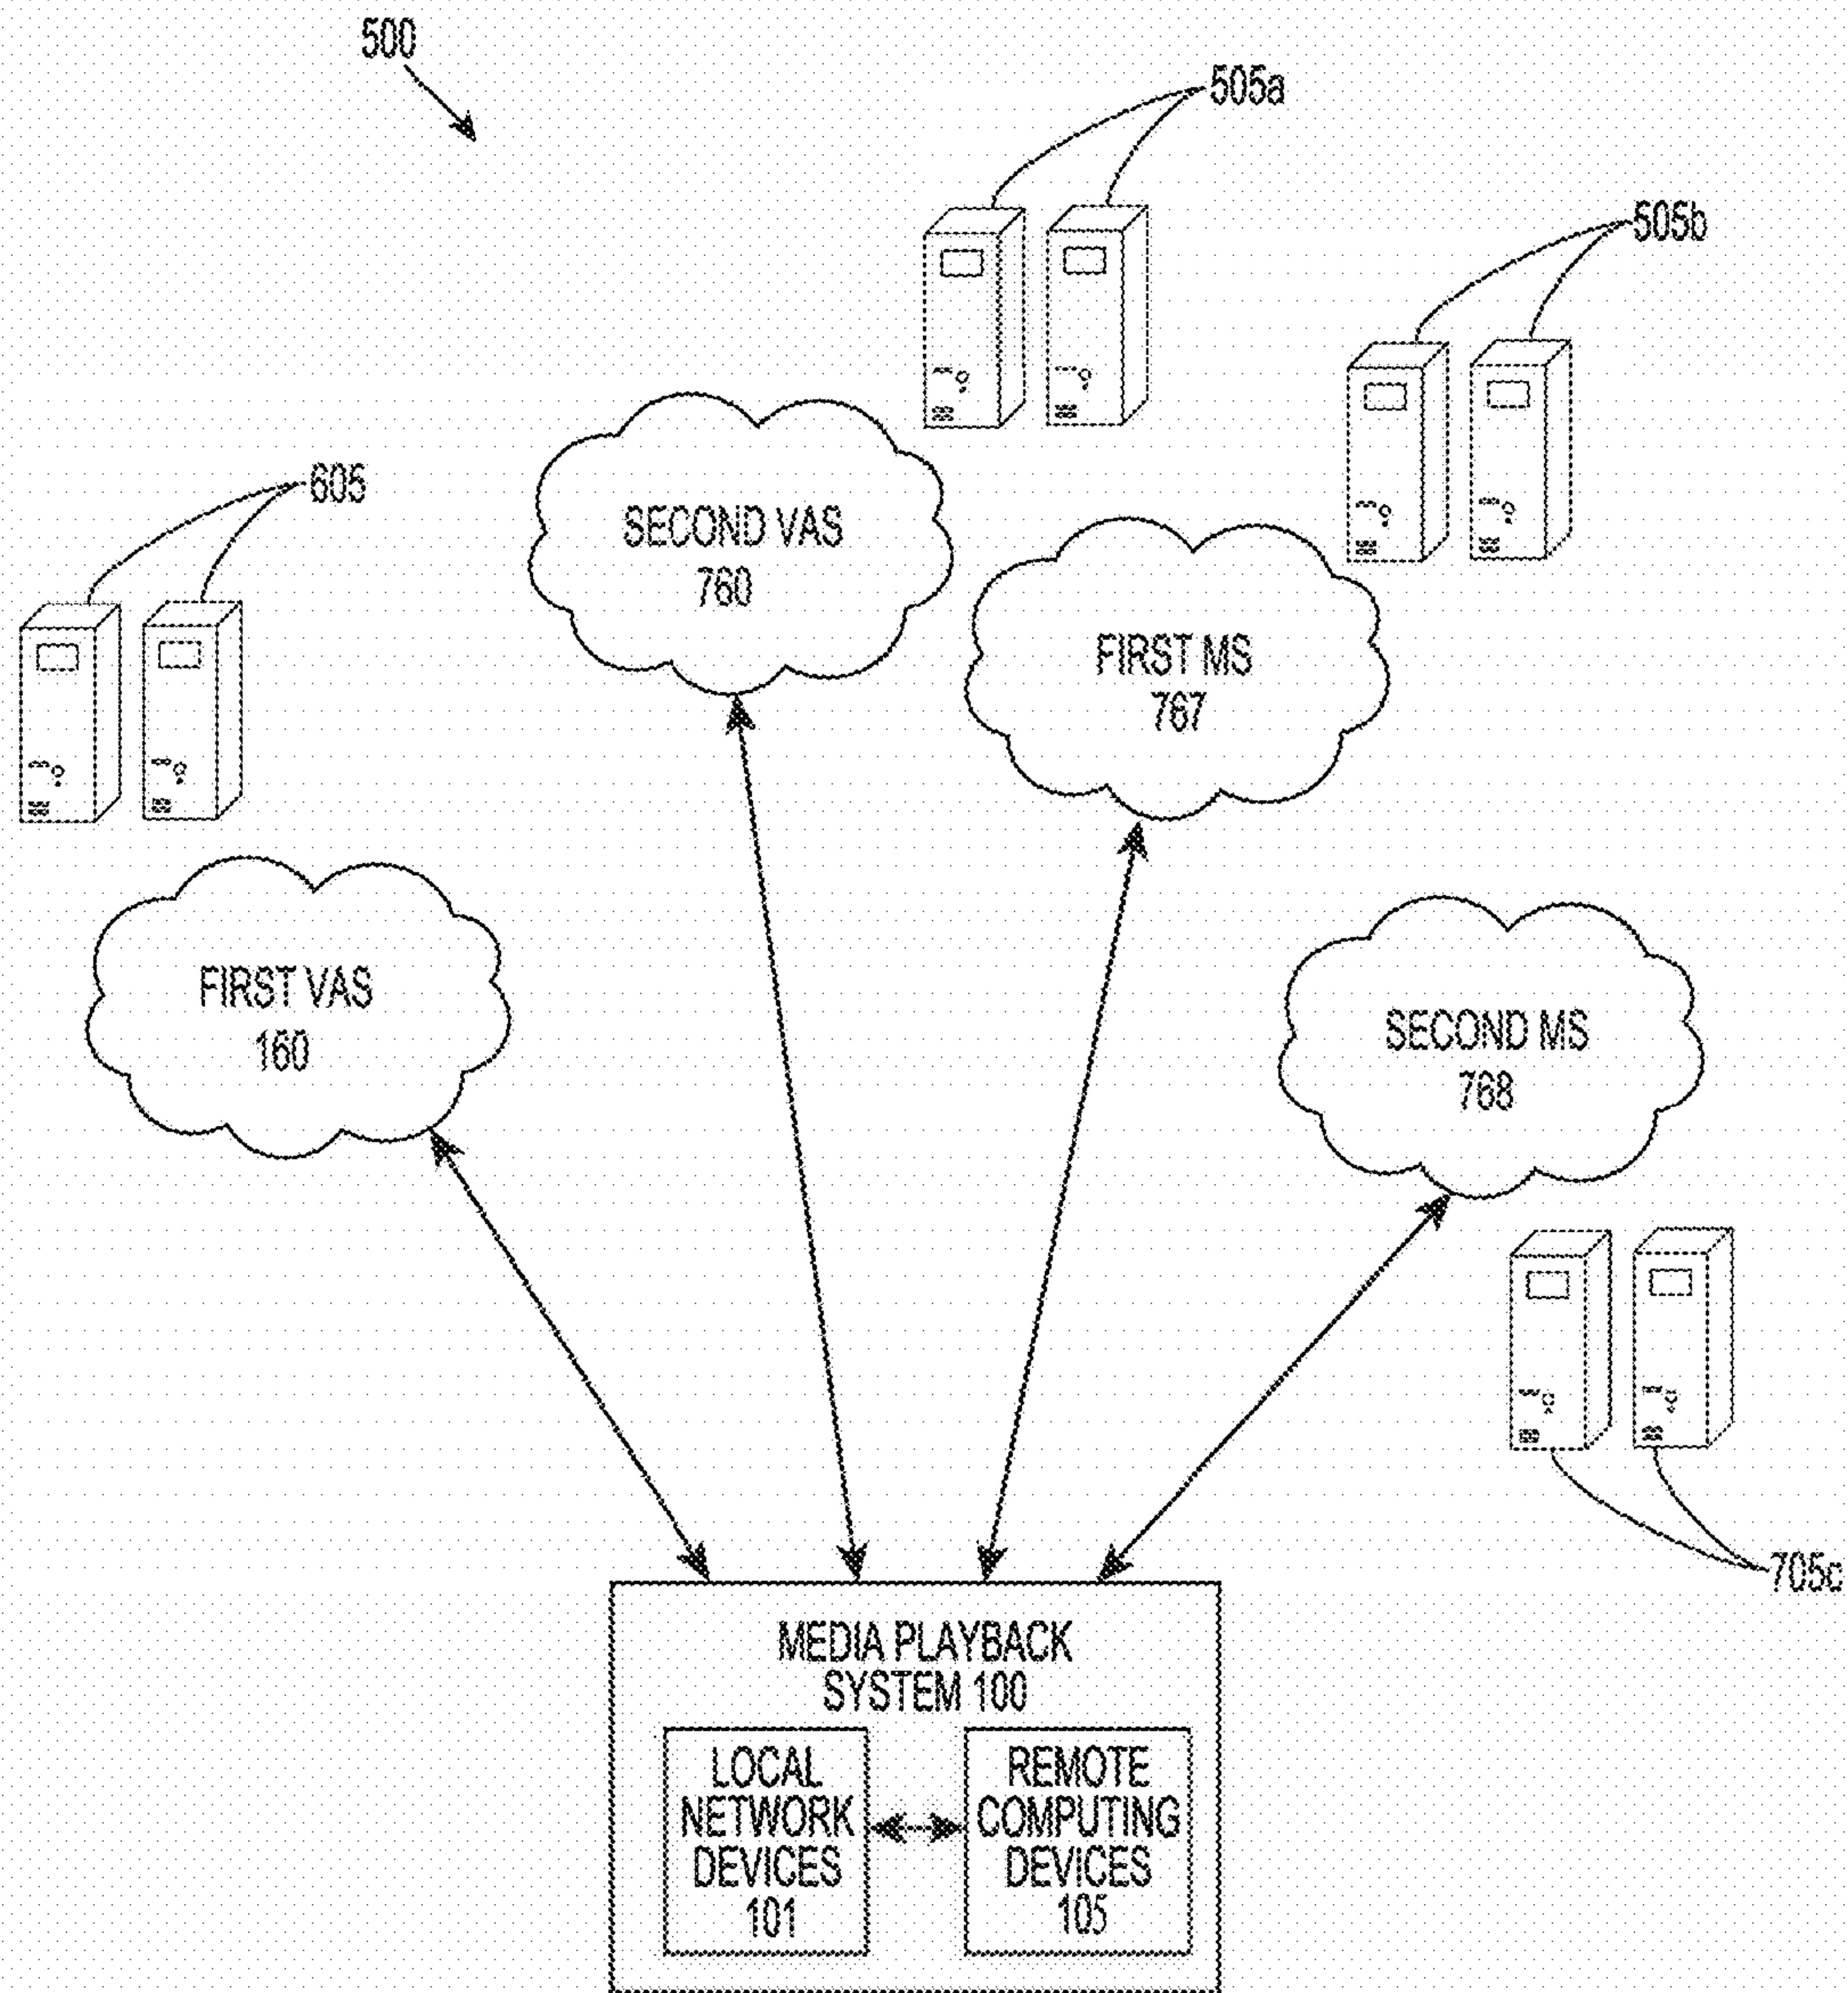 500
505a
505b
605
SECOND VAS
760
FIRST MS
767
FIRST VAS
160
SECOND MS
768
705c
MEDIA PLAYBACK
SYSTEM 100
LOCAL
NETWORK
DEVICES
101
REMOTE
COMPUTING
DEVICES
105